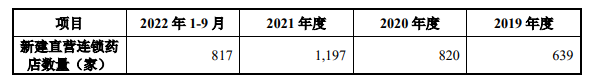 项目 2022 年 1-9 月 2021 年度 2020 年度 2019 年度
新建直营连锁药
店数量（家） 817 1,197 820 639